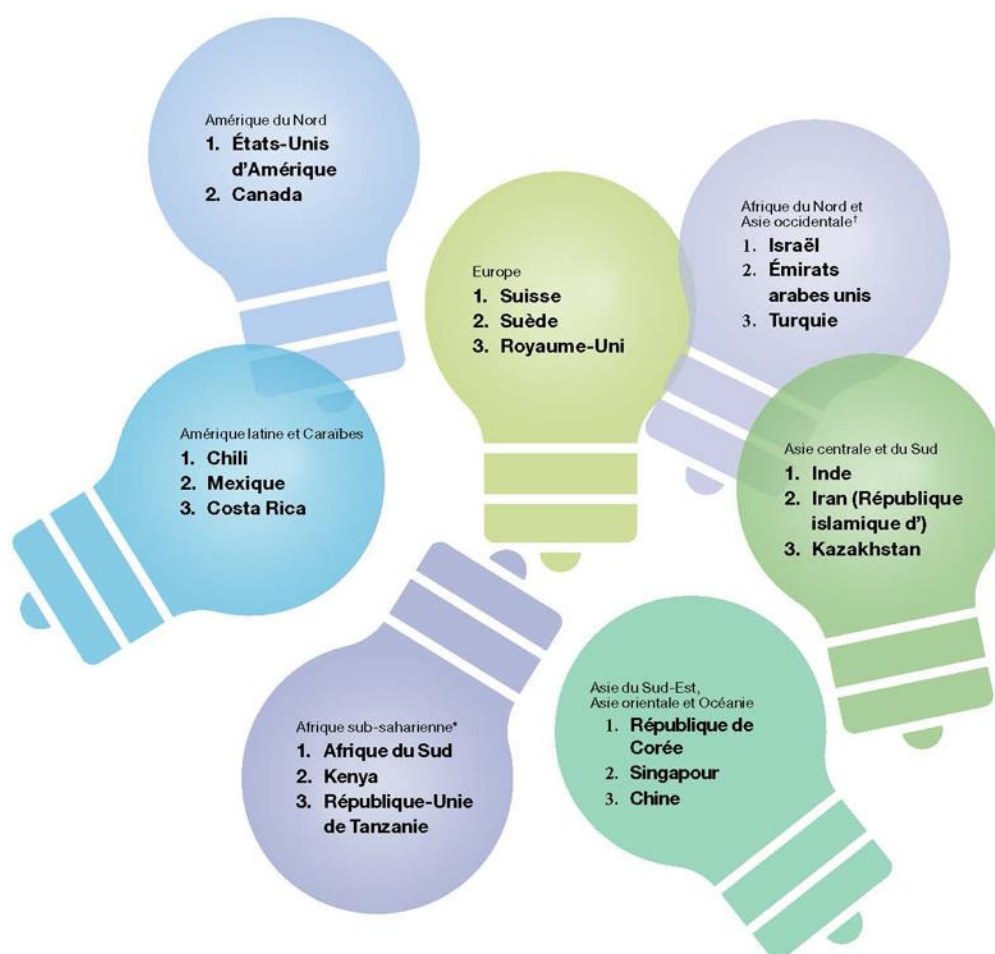 Amérique du Nord
1. États-Unis
d’Amérique
2. Canada
Afrique du Nord et
Asie occidentale†
1. Israël
2. Émirats
arabes unis
3. Turquie
Europe
1. Suisse
2. Suède
3. Royaume-Uni
Amérique latine et Caraïbes
1. Chili
2. Mexique
3. Costa Rica
Asie centrale et du Sud
1. Inde
2. Iran (République
islamique d’)
3. Kazakhstan
Afrique sub-saharienne*
1. Afrique du Sud
2. Kenya
3. République-Unie
de Tanzanie
Asie du Sud-Est,
Asie orientale et Océanie
1. République de
Corée
2. Singapour
3. Chine